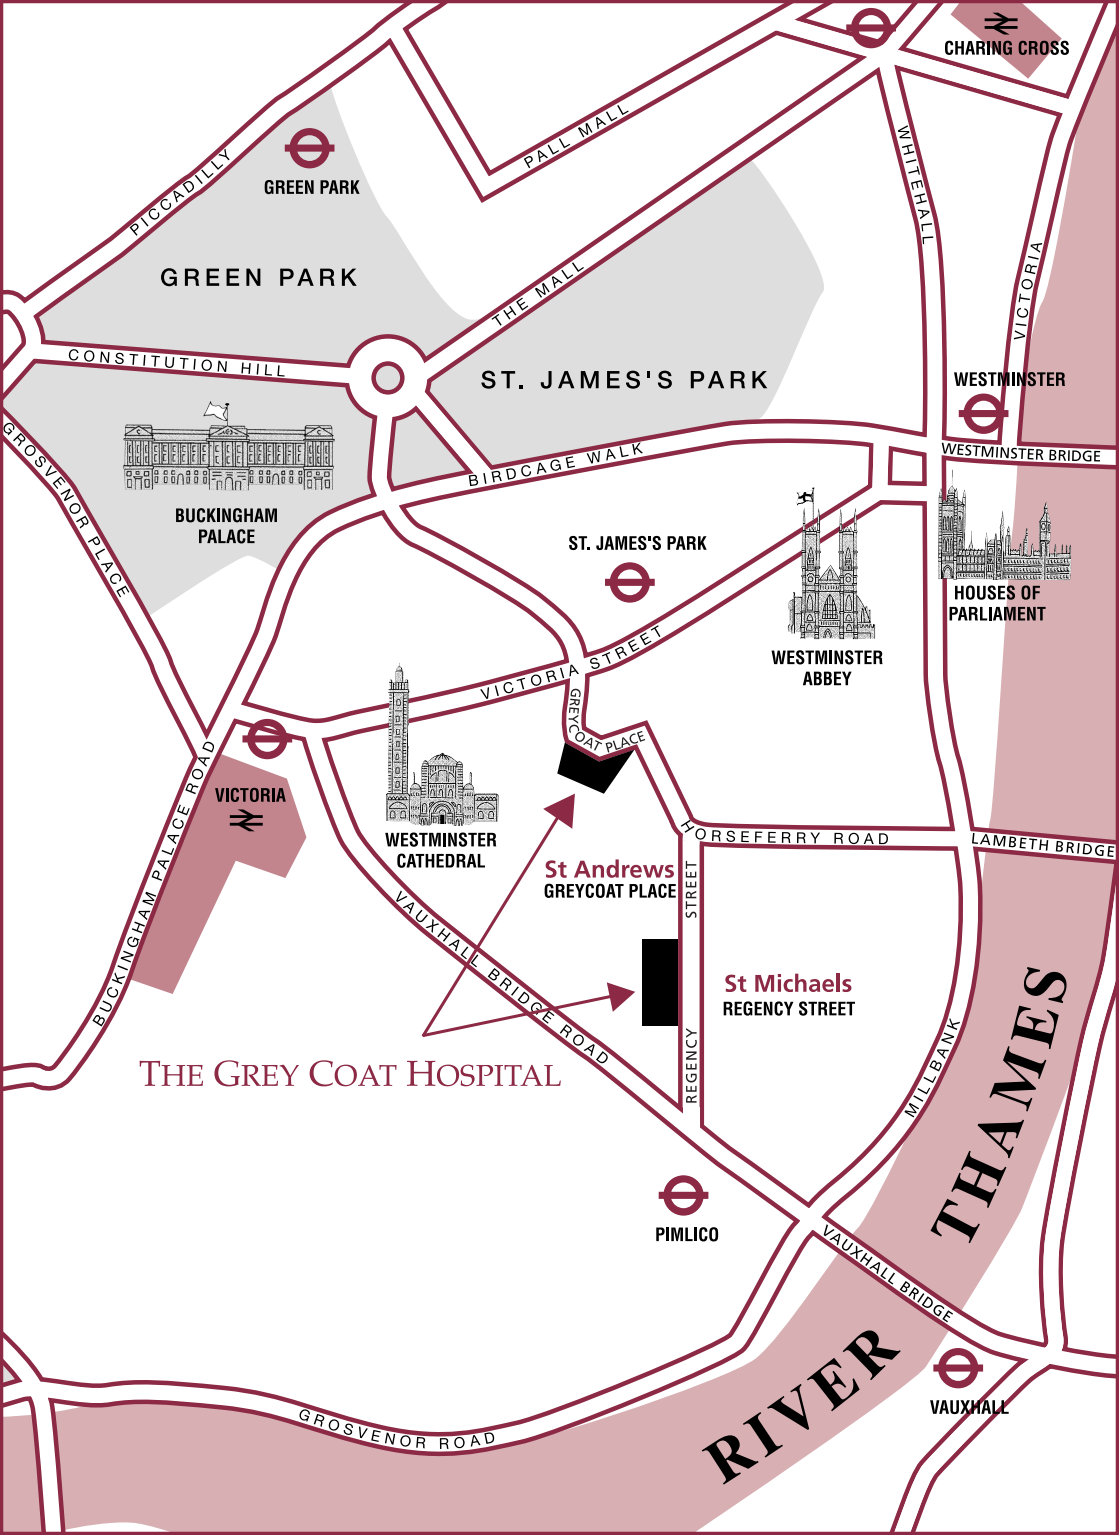 CHARING CROSS
PALL MALL
WHITEHALL
PICCADILLY
GREEN PARK
GREEN PARK
THE MALL
VICTORIA
CONSTITUTION HILL
ST. JAMES'S PARK
WESTMINSTER
GROSVENOR PLACE
BIRDCAGE WALK
WESTMINSTER BRIDGE
BUCKINGHAM
PALACE
ST. JAMES'S PARK
HOUSES OF
PARLIAMENT
WESTMINSTER
ABBEY
VICTORIA STREET
GREYCOAT PLACE
VICTORIA
BUCKINGHAM PALACE ROAD
WESTMINSTER
CATHEDRAL
HORSEFERRY ROAD
LAMBETH BRIDGE
St Andrews
GREYCOAT PLACE
REGENCY STREET
VAUXHALL BRIDGE ROAD
St Michaels
REGENCY STREET
THE GREY COAT HOSPITAL
MILLBANK
RIVER THAMES
PIMLICO
VAUXHALL BRIDGE
VAUXHALL
GROSVENOR ROAD